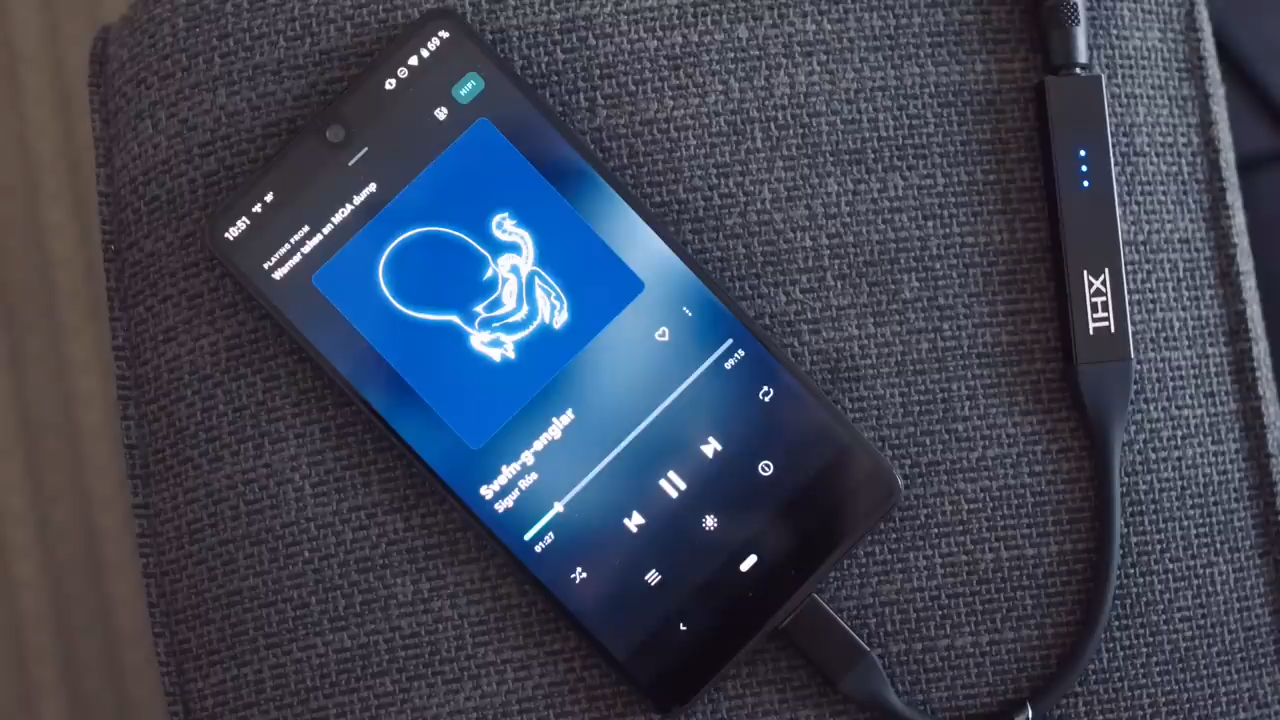 10:51
69 %
HIFI
PLAYING FROM
Warner takes an MQA dump
Svefn-g-englar
Sigur Rós
01:27
09:15
THX